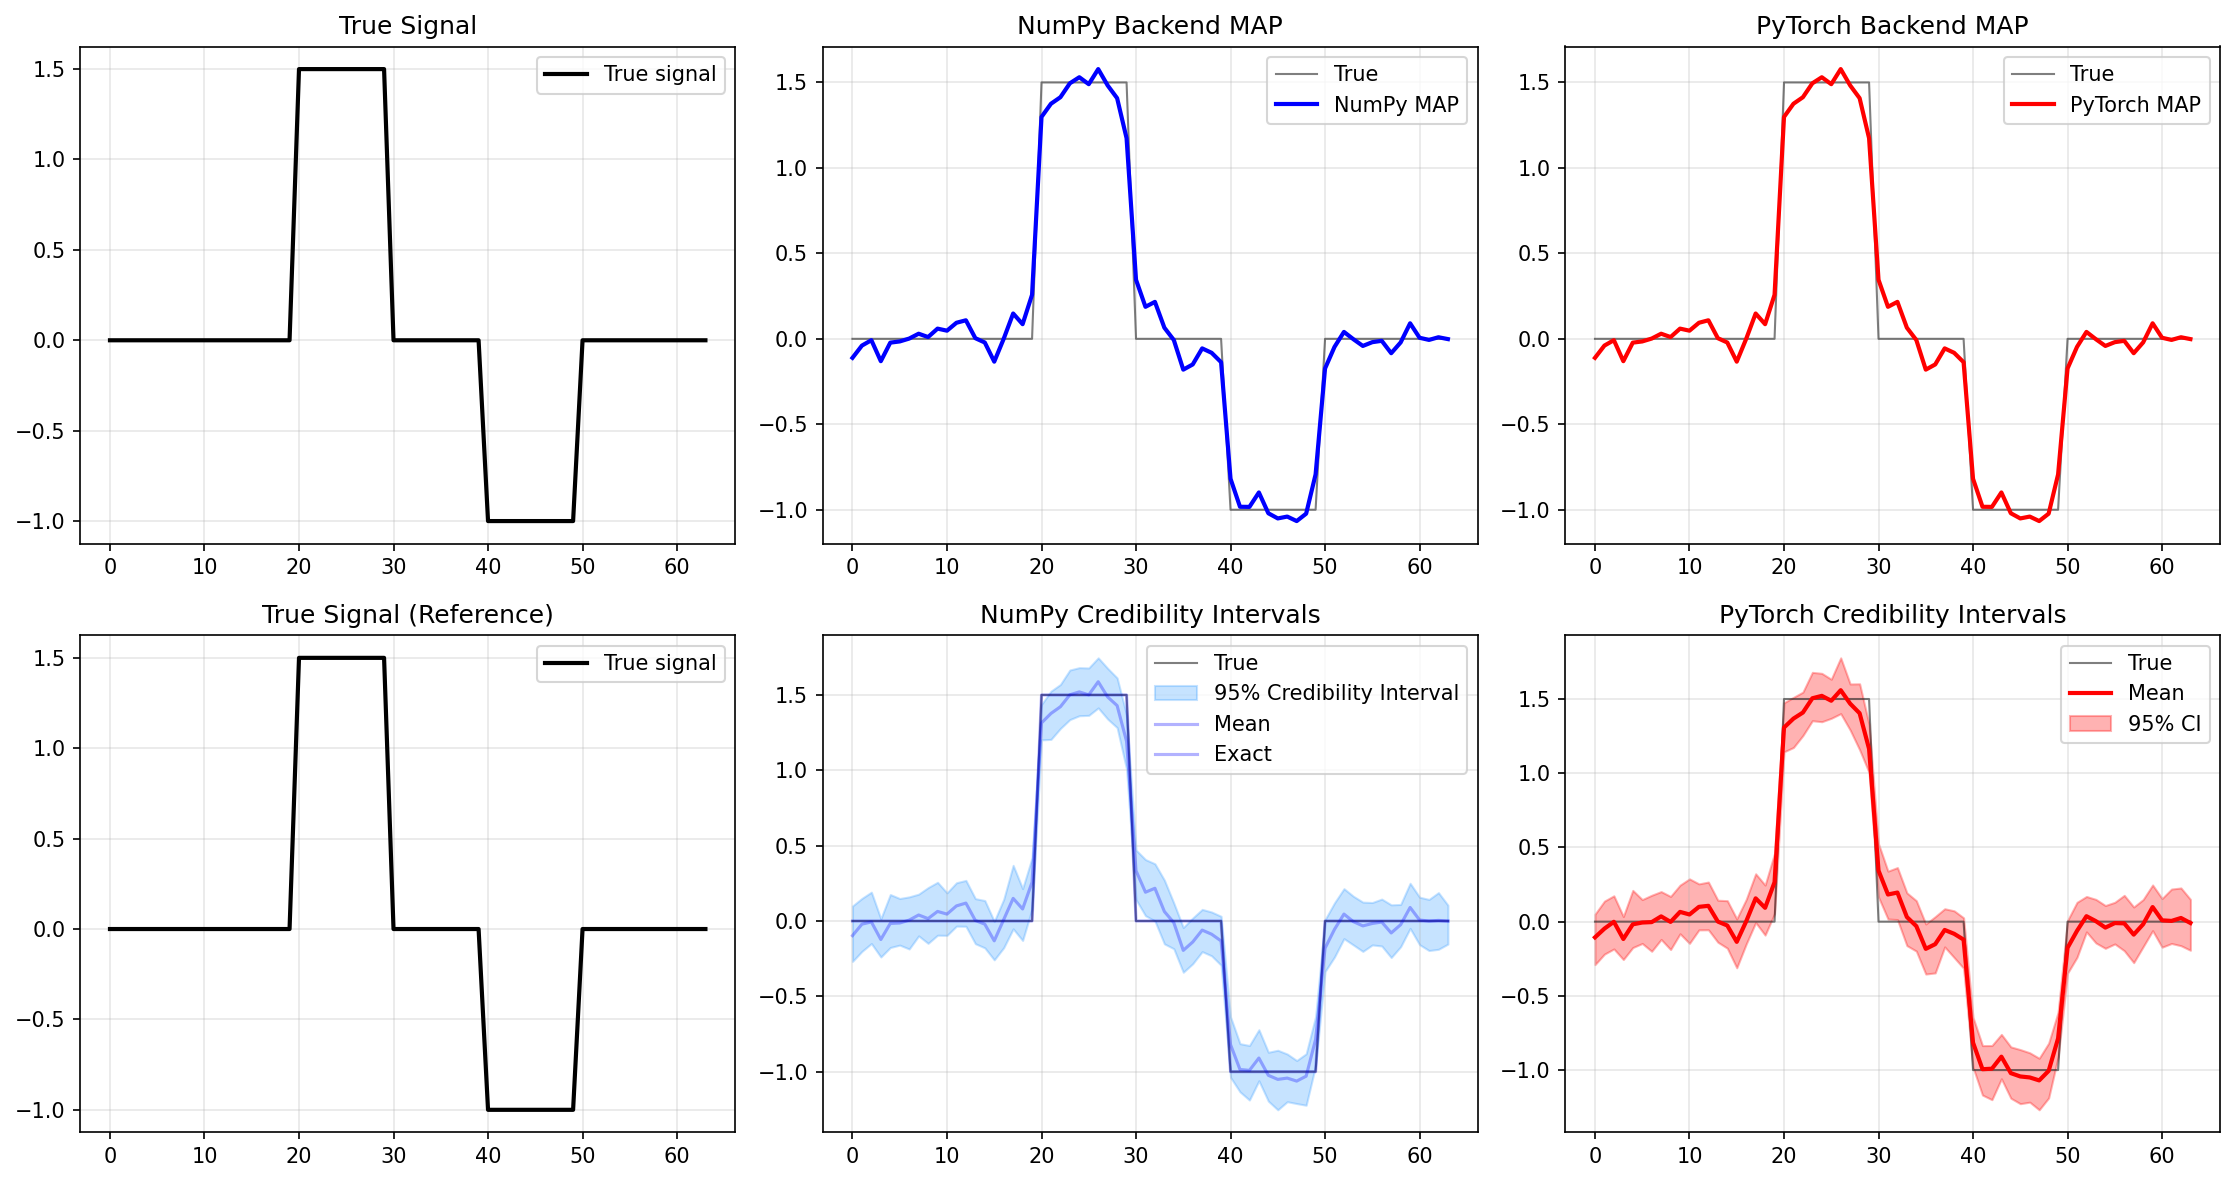 True Signal
True signal
1.5
1.0
0.5
0.0
−0.5
−1.0
0 10 20 30 40 50 60
NumPy Backend MAP
True
NumPy MAP
1.5
1.0
0.5
0.0
−0.5
−1.0
0 10 20 30 40 50 60
PyTorch Backend MAP
True
PyTorch MAP
1.5
1.0
0.5
0.0
−0.5
−1.0
0 10 20 30 40 50 60
True Signal (Reference)
True signal
1.5
1.0
0.5
0.0
−0.5
−1.0
0 10 20 30 40 50 60
NumPy Credibility Intervals
True
95% Credibility Interval
Mean
Exact
1.5
1.0
0.5
0.0
−0.5
−1.0
0 10 20 30 40 50 60
PyTorch Credibility Intervals
True
Mean
95% CI
1.5
1.0
0.5
0.0
−0.5
−1.0
0 10 20 30 40 50 60